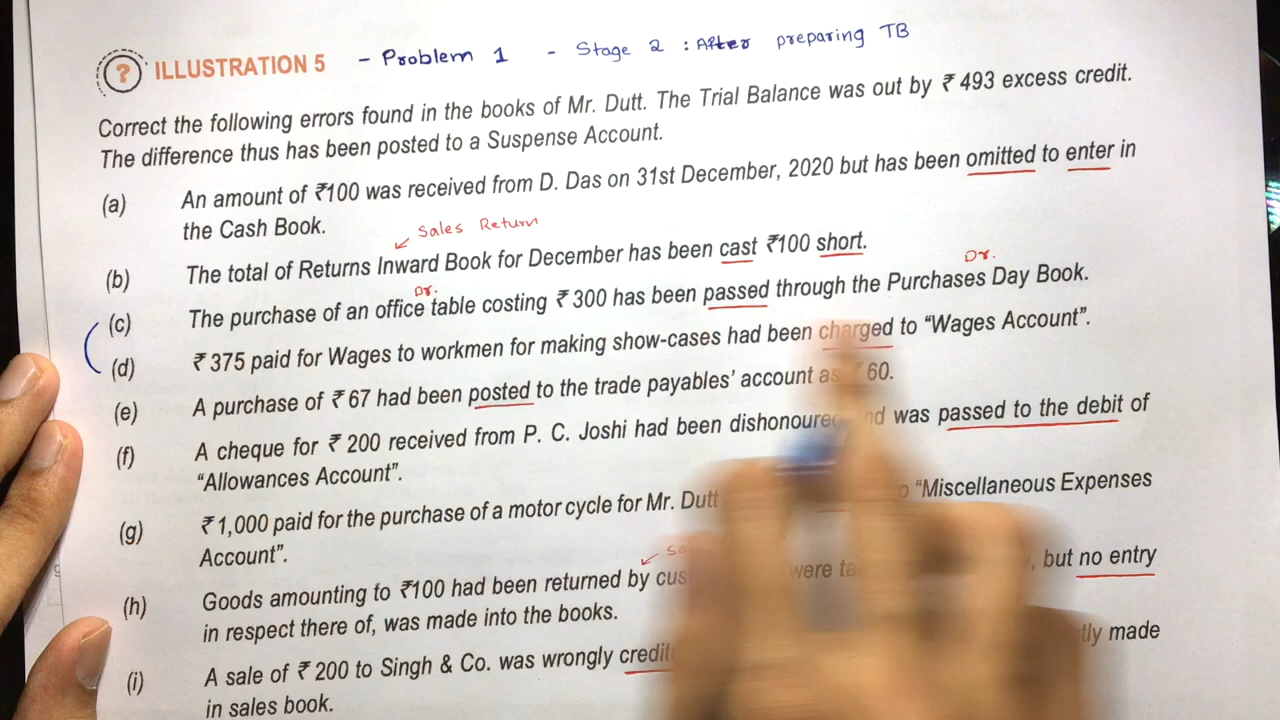 ILLUSTRATION 5 - Problem 1 - Stage 2 : After preparing TB
Correct the following errors found in the books of Mr. Dutt. The Trial Balance was out by ₹ 493 excess credit.
The difference thus has been posted to a Suspense Account.
(a) An amount of ₹100 was received from D. Das on 31st December, 2020 but has been omitted to enter in
the Cash Book.
Sales Return
(b) The total of Returns Inward Book for December has been cast ₹100 short.
Dr. Dr.
(c) The purchase of an office table costing ₹ 300 has been passed through the Purchases Day Book.
(d) ₹ 375 paid for Wages to workmen for making show-cases had been charged to “Wages Account”.
(e) A purchase of ₹ 67 had been posted to the trade payables’ account as 60.
(f) A cheque for ₹ 200 received from P. C. Joshi had been dishonoured and was passed to the debit of
“Allowances Account”.
(g) ₹ 1,000 paid for the purchase of a motor cycle for Mr. Dutt “Miscellaneous Expenses
Account”.
(h) Goods amounting to ₹100 had been returned by were but no entry
in respect there of, was made into the books.
(i) A sale of ₹ 200 to Singh & Co. was wrongly made
in sales book.